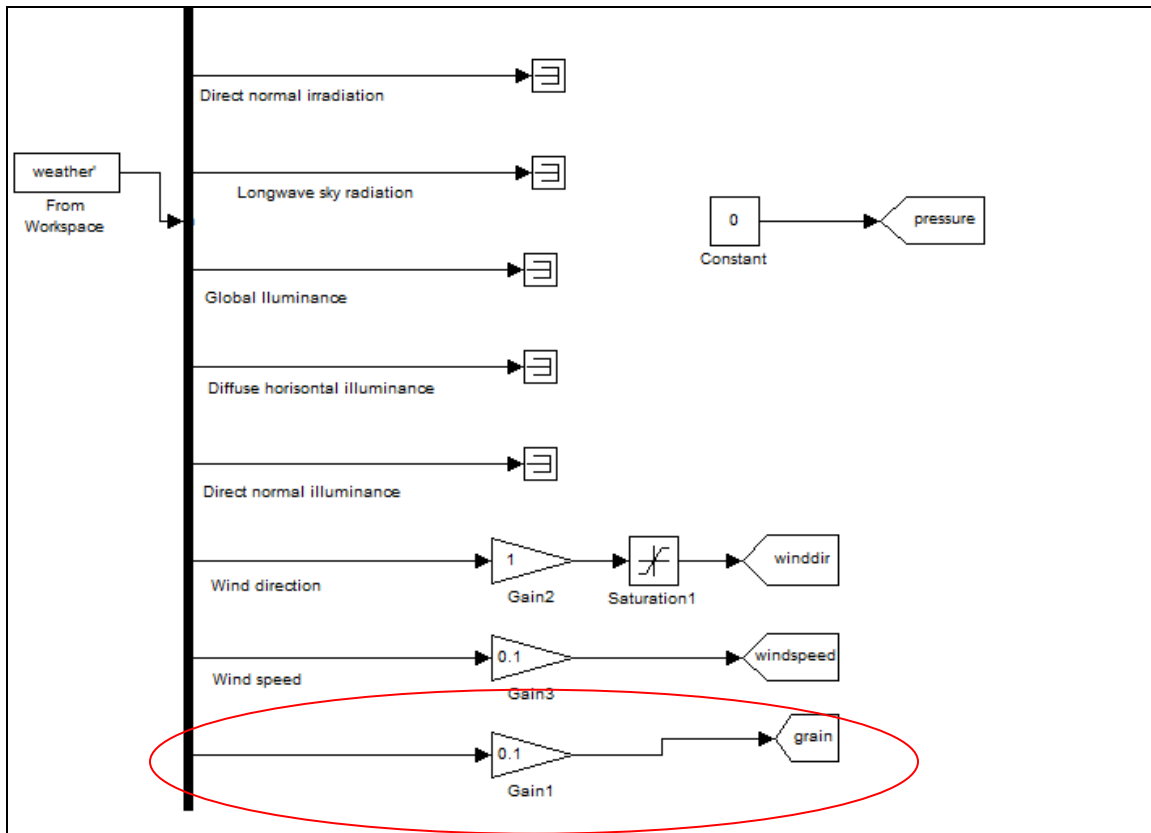 Direct normal irradiation
weather'
From
Workspace
Longwave sky radiation
0
Constant
pressure
Global Iluminance
Diffuse horisontal illuminance
Direct normal illuminance
Wind direction
1
Gain2
Saturation1
winddir
Wind speed
0.1
Gain3
windspeed
0.1
Gain1
grain